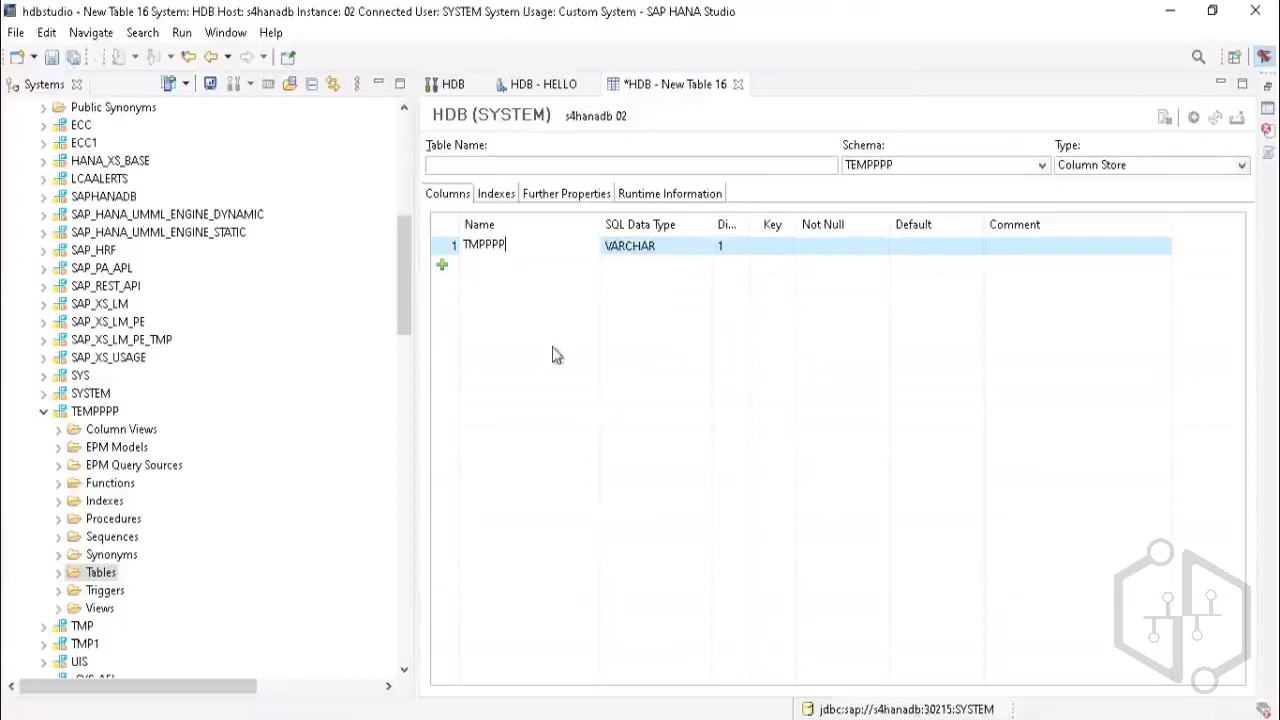 hdbstudio - New Table 16 System: HDB Host: s4hanadb Instance: 02 Connected User: SYSTEM System Usage: Custom System - SAP HANA Studio
File Edit Navigate Search Run Window Help
Systems
HDB HDB - HELLO *HDB - New Table 16
Public Synonyms
ECC
ECC1
HANA_XS_BASE
LCAALERTS
SAPHANADB
SAP_HANA_UMML_ENGINE_DYNAMIC
SAP_HANA_UMML_ENGINE_STATIC
SAP_HRF
SAP_PA_APL
SAP_REST_API
SAP_XS_LM
SAP_XS_LM_PE
SAP_XS_LM_PE_TMP
SAP_XS_USAGE
SYS
SYSTEM
TEMPPPP
Column Views
EPM Models
EPM Query Sources
Functions
Indexes
Procedures
Sequences
Synonyms
Tables
Triggers
Views
TMP
TMP1
UIS
HDB (SYSTEM) s4hanadb 02
Table Name: Schema: Type:
TEMPPPP Column Store
Columns Indexes Further Properties Runtime Information
Name SQL Data Type Di... Key Not Null Default Comment
1 TMPPPP VARCHAR 1
jdbc:sap://s4hanadb:30215:SYSTEM